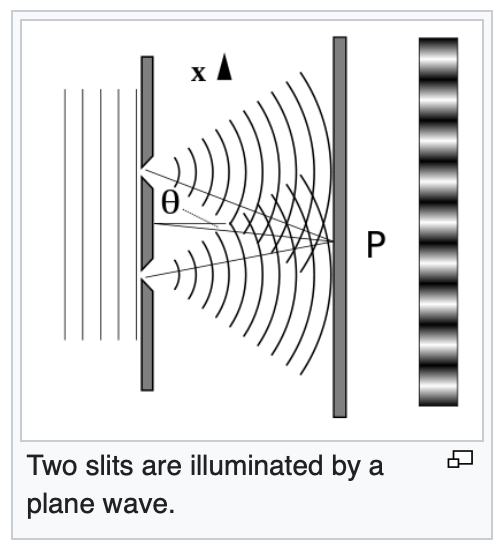 x
θ
P
Two slits are illuminated by a
plane wave.